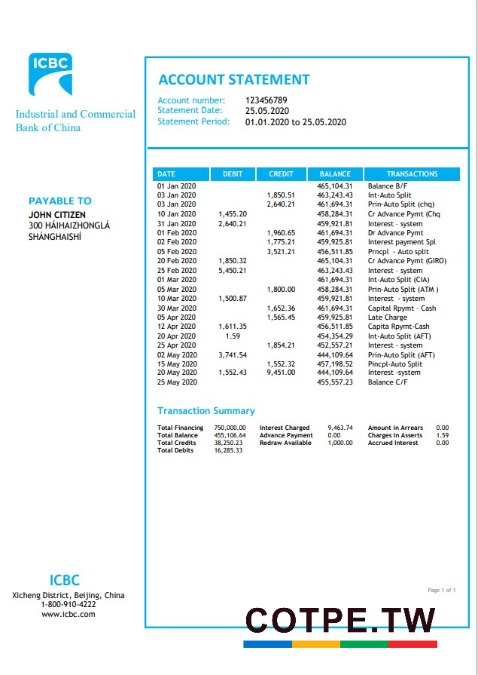 ICBC
Industrial and Commercial
Bank of China
ACCOUNT STATEMENT
Account number: 123456789
Statement Date: 25.05.2020
Statement Period: 01.01.2020 to 25.05.2020
PAYABLE TO
JOHN CITIZEN
300 HÁIHAIZHONGLÁ
SHÀNGHAISHÍ
DATE DEBIT CREDIT BALANCE TRANSACTIONS
01 Jan 2020 465,104.31 Balance B/F
03 Jan 2020 1,850.51 463,243.43 Int-Auto Split
03 Jan 2020 2,640.21 461,694.31 Prin-Auto Split (chq)
10 Jan 2020 1,455.20 458,284.31 Cr Advance Pymt (Chq
31 Jan 2020 2,640.21 459,921.81 Interest - system
01 Feb 2020 1,960.65 461,694.31 Dr Advance Pymt
02 Feb 2020 1,775.21 459,925.81 Interest payment Spl
05 Feb 2020 3,521.21 456,511.85 Prncpl - Auto split
20 Feb 2020 1,850.32 465,104.31 Cr Advance Pymt (GIRO)
25 Feb 2020 5,450.21 463,243.43 Interest - system
01 Mar 2020 461,694.31 Int-Auto Split (CIA)
05 Mar 2020 1,800.00 458,284.31 Prin-Auto Split (ATM )
10 Mar 2020 1,500.87 459,921.81 Interest - system
30 Mar 2020 1,652.36 461,694.31 Capital Rpymt - Cash
05 Apr 2020 1,565.45 459,925.81 Late Charge
12 Apr 2020 1,611.35 456,511.85 Capita Rpymt-Cash
20 Apr 2020 1.59 454,354.29 Int-Auto Split (AFT)
25 Apr 2020 1,854.21 452,557.21 Interest - system
02 May 2020 3,741.54 444,109.64 Prin-Auto Split (AFT)
15 May 2020 1,552.32 457,198.52 Pincpl-Auto Split
20 May 2020 1,552.43 9,451.00 444,109.64 Interest -system
25 May 2020 455,557.23 Balance C/F
Transaction Summary
Total Financing 750,000.00 Interest Charged 9,463.74 Amount in Arrears 0.00
Total Balance 455,106.64 Advance Payment 0.00 Charges in Asserts 1.59
Total Credits 38,250.23 Redraw Available 1,000.00 Accrued Interest 0.00
Total Debits 16,285.33
ICBC
Xicheng District, Beijing, China
1-800-910-4222
www.icbc.com
Page 1 of 1
COTPE.TW